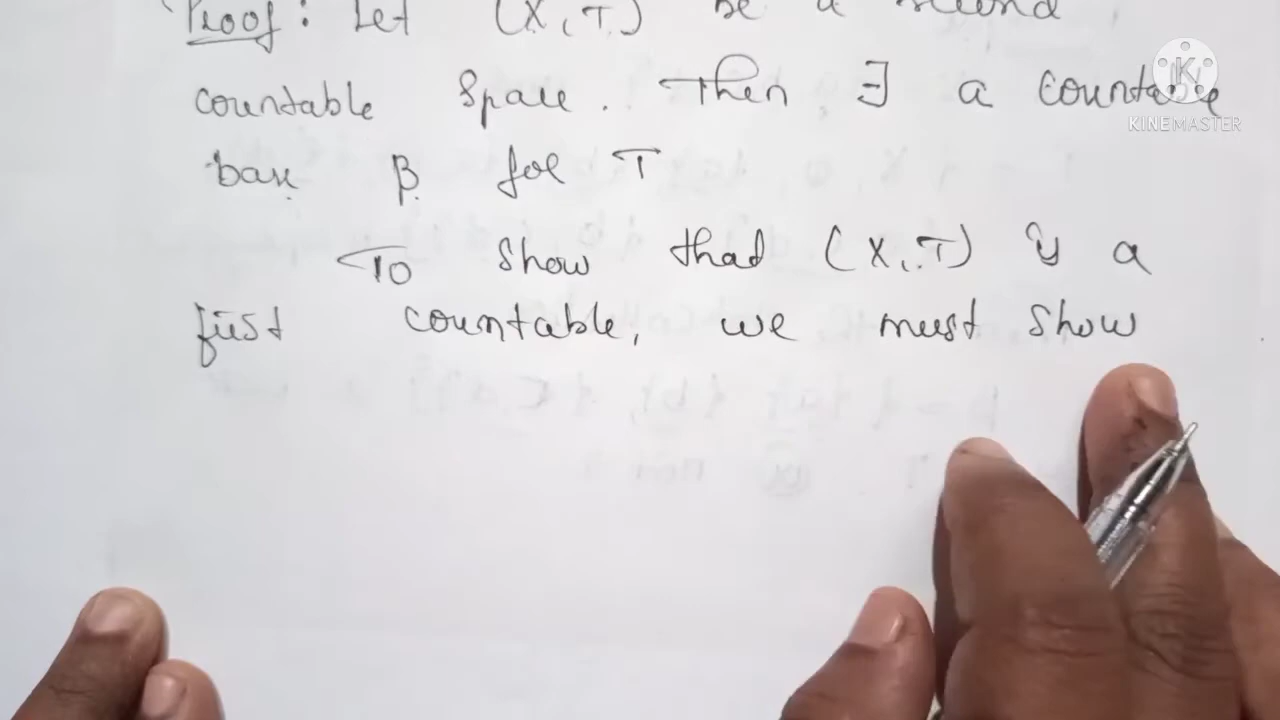 Proof: Let (X, T) be a second
countable space. Then ∃ a countable
base β for T
To show that (X, T) is a
first countable, we must show
KINEMASTER